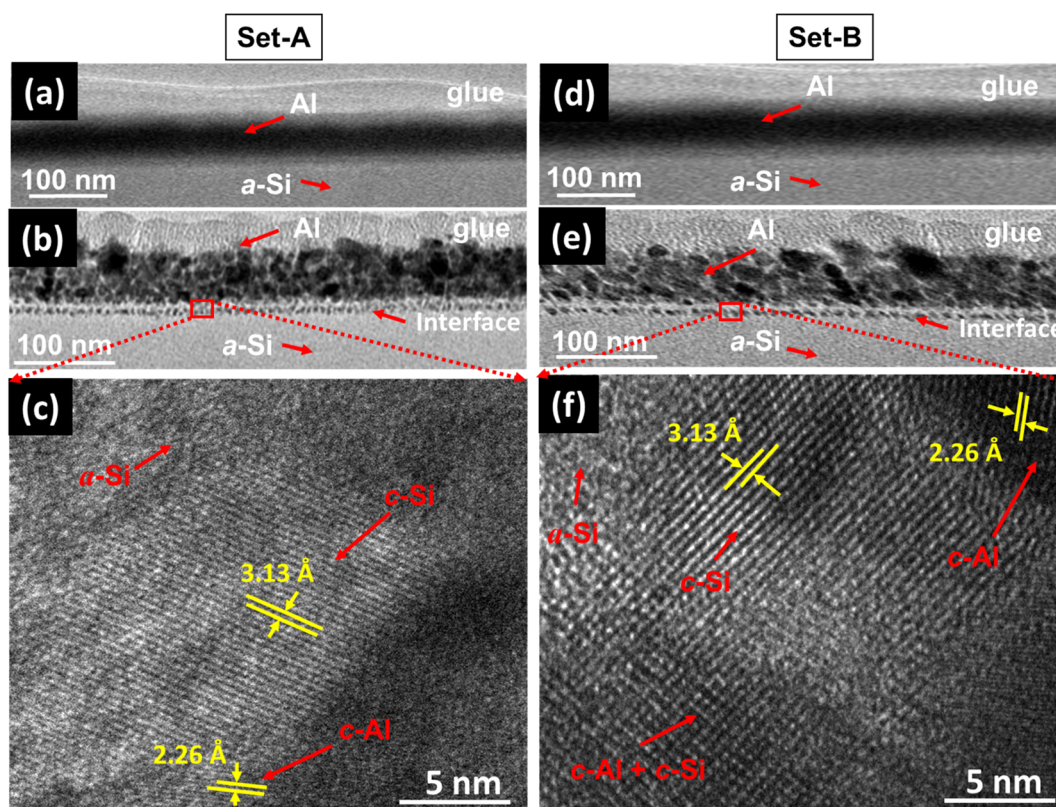 Set-A
Set-B
(a)
Al
glue
100 nm
a-Si
(b)
Al
glue
Interface
100 nm
a-Si
(c)
a-Si
c-Si
3.13 Å
c-Al
2.26 Å
5 nm
(d)
Al
glue
100 nm
a-Si
(e)
Al
glue
Interface
100 nm
a-Si
(f)
3.13 Å
2.26 Å
a-Si
c-Si
c-Al
c-Al + c-Si
5 nm